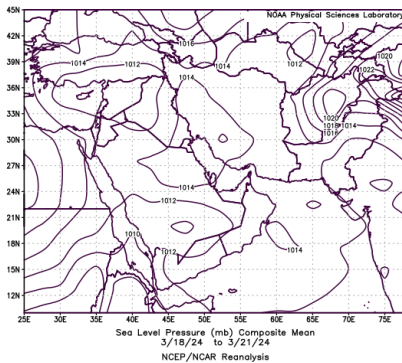 NOAA Physical Sciences Laboratory
45N
42N
39N
36N
33N
30N
27N
24N
21N
18N
15N
12N
1016
1014
1012
1014
1014
1012
1020
1022
1020
1018
1014
1016
1014
1012
1010
1012
1014
25E 30E 35E 40E 45E 50E 55E 60E 65E 70E 75E
Sea Level Pressure (mb) Composite Mean
3/18/24 to 3/21/24
NCEP/NCAR Reanalysis